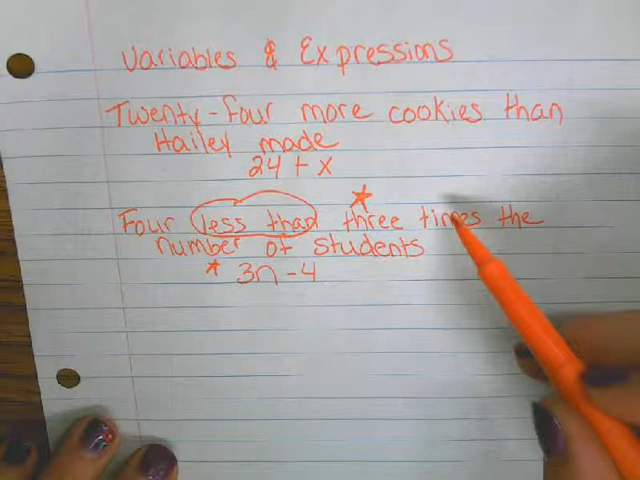 Variables & Expressions
Twenty-four more cookies than
Hailey made
24 + x
Four less than three times the
number of students
* 3n - 4